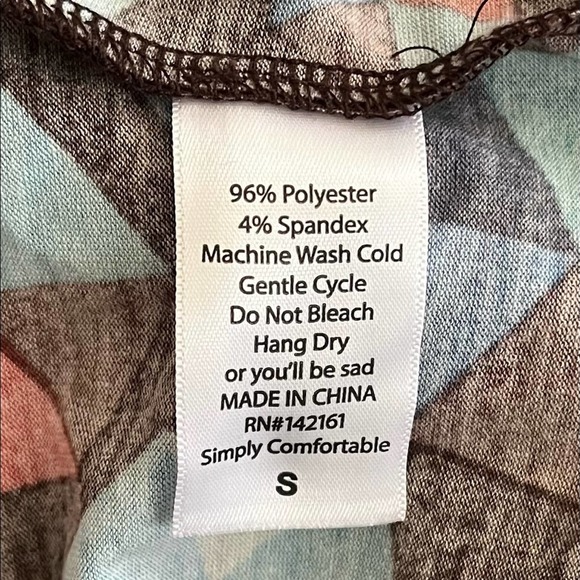 96% Polyester
4% Spandex
Machine Wash Cold
Gentle Cycle
Do Not Bleach
Hang Dry
or you'll be sad
MADE IN CHINA
RN#142161
Simply Comfortable
S